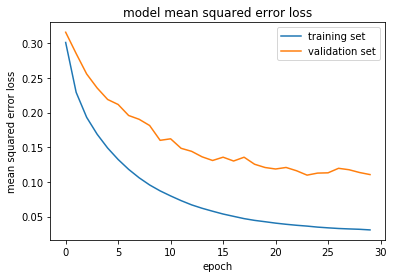 model mean squared error loss
training set
validation set
mean squared error loss
0.30
0.25
0.20
0.15
0.10
0.05
0 5 10 15 20 25 30
epoch